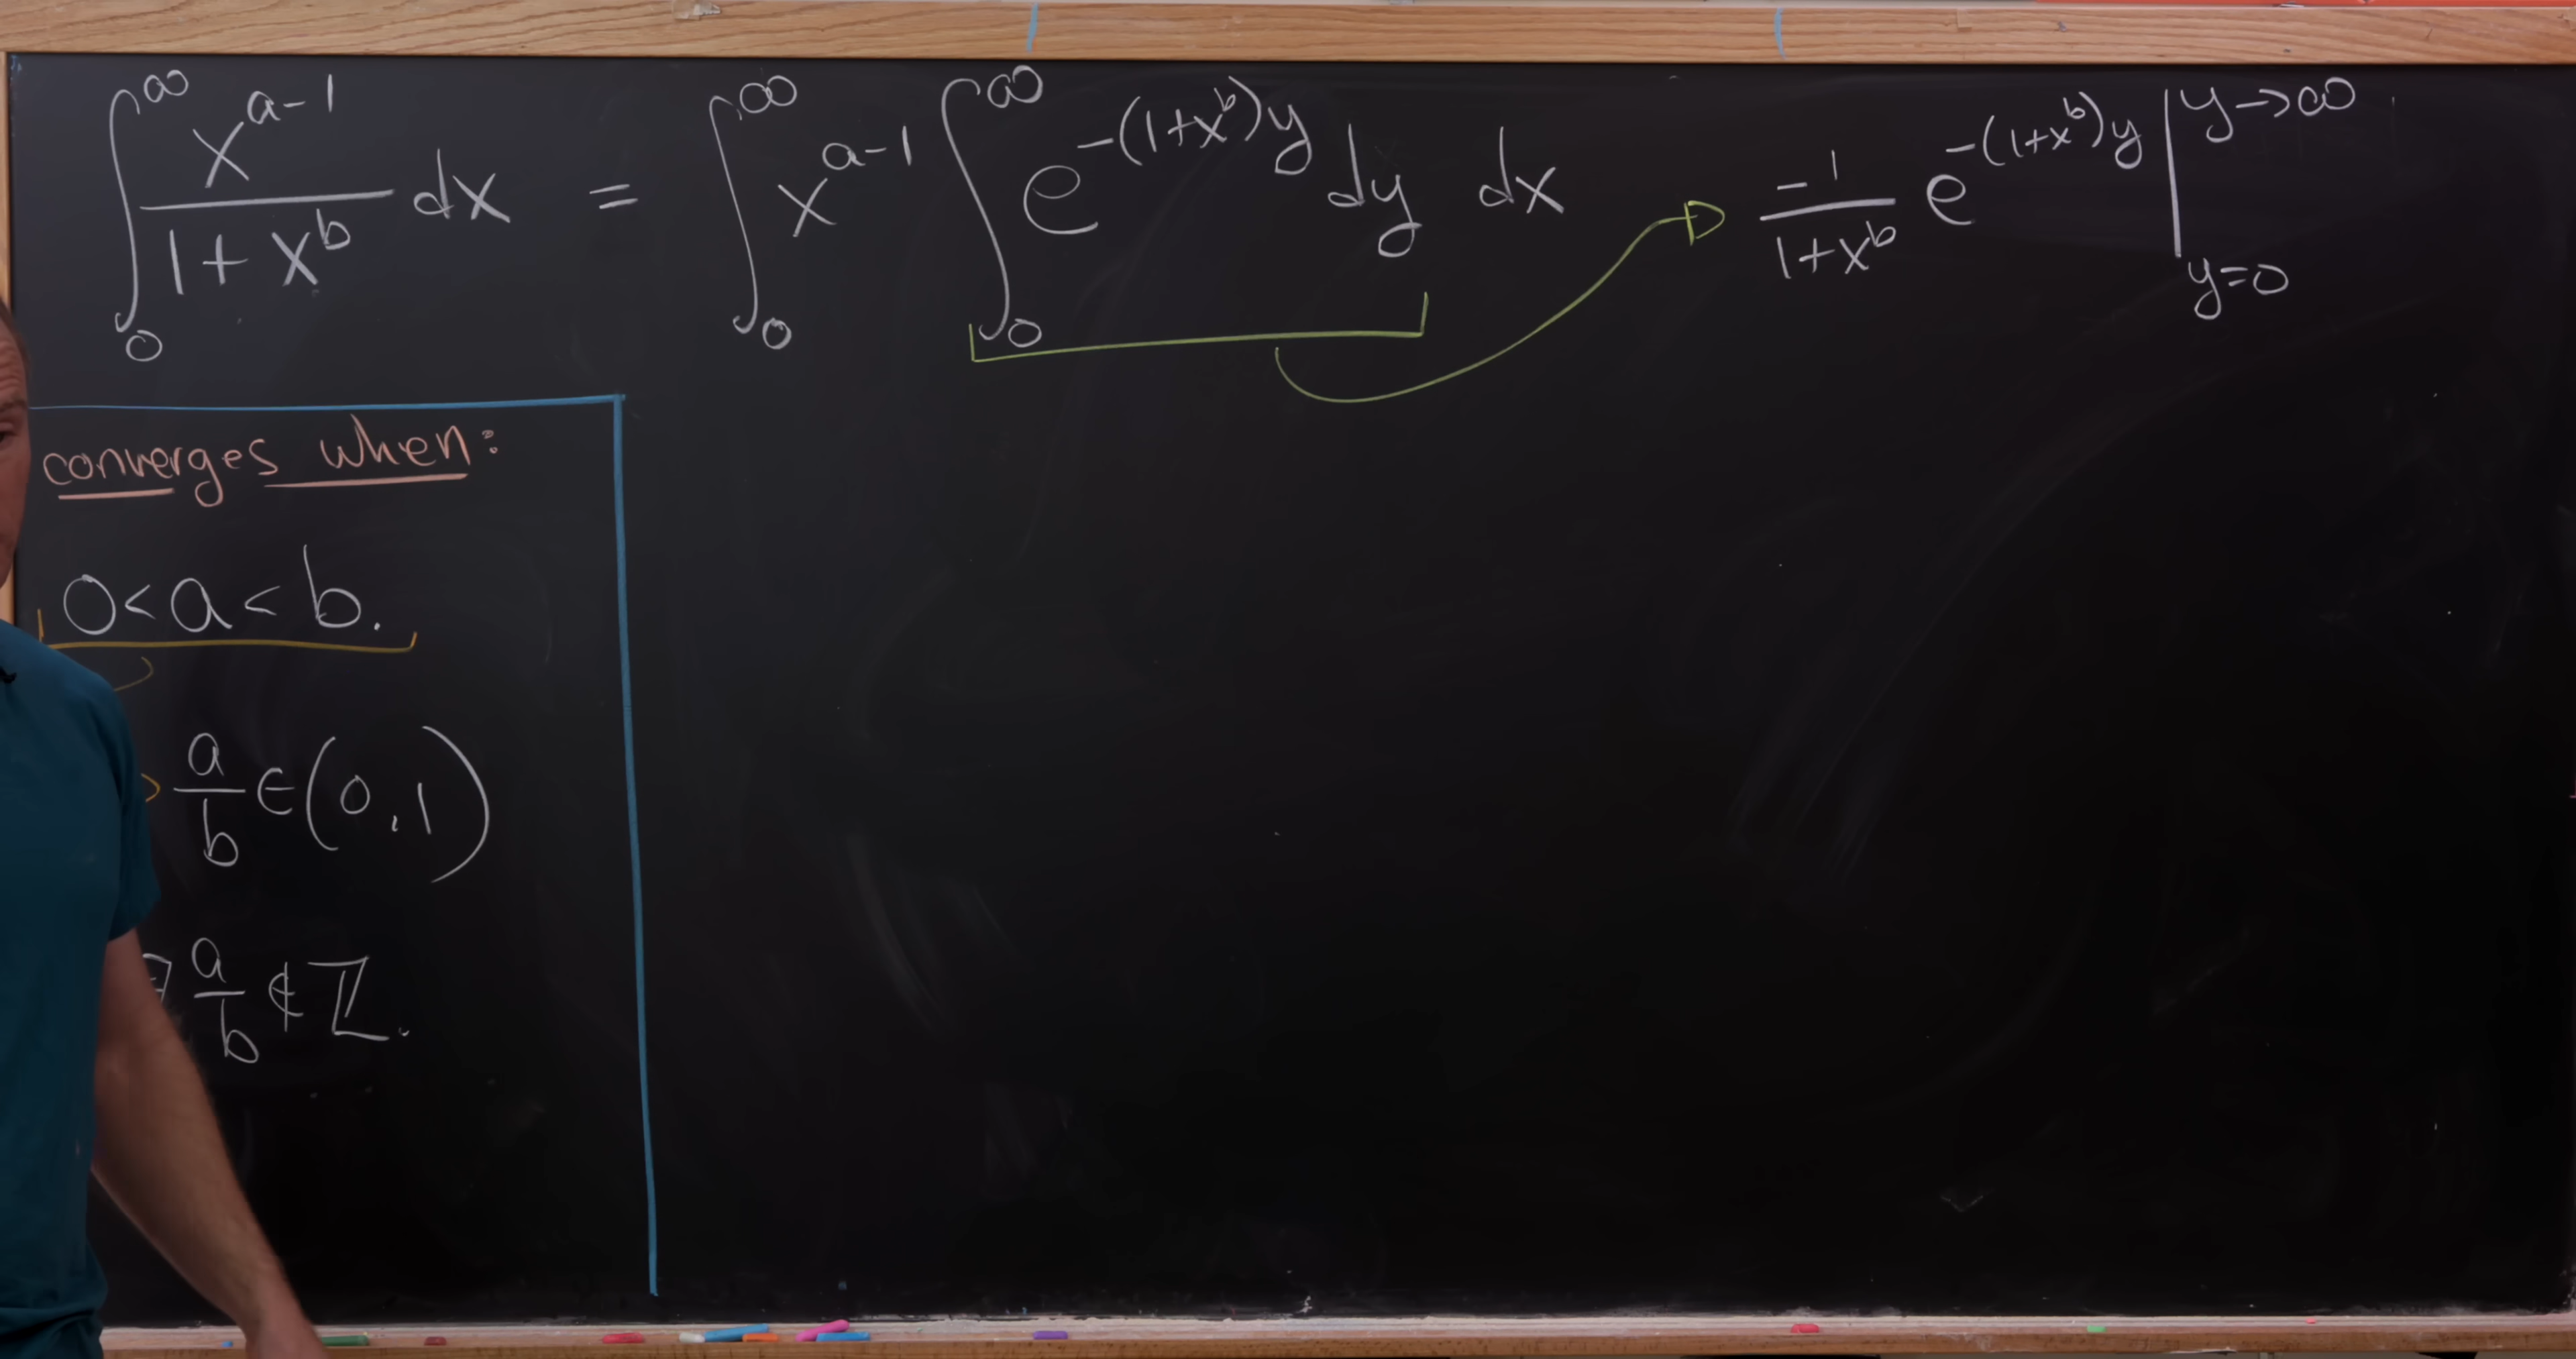 ∫₀^∞ x^{a-1}/(1+x^b) dx = ∫₀^∞ x^{a-1} ∫₀^∞ e^{-(1+x^b)y} dy dx
-1/(1+x^b) e^{-(1+x^b)y} |_{y=0}^{y→∞}
converges when:
0<a<b.
a/b ∈ (0,1)
a/b ∉ ℤ.